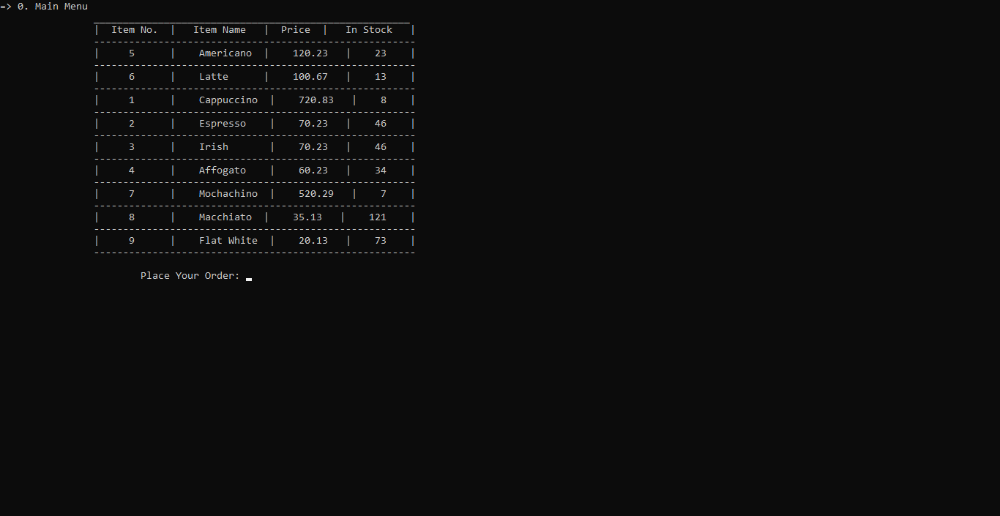 => 0. Main Menu
| Item No. | Item Name | Price | In Stock |
| 5 | Americano | 120.23 | 23 |
| 6 | Latte | 100.67 | 13 |
| 1 | Cappuccino | 720.83 | 8 |
| 2 | Espresso | 70.23 | 46 |
| 3 | Irish | 70.23 | 46 |
| 4 | Affogato | 60.23 | 34 |
| 7 | Mochachino | 520.29 | 7 |
| 8 | Macchiato | 35.13 | 121 |
| 9 | Flat White | 20.13 | 73 |
Place Your Order: